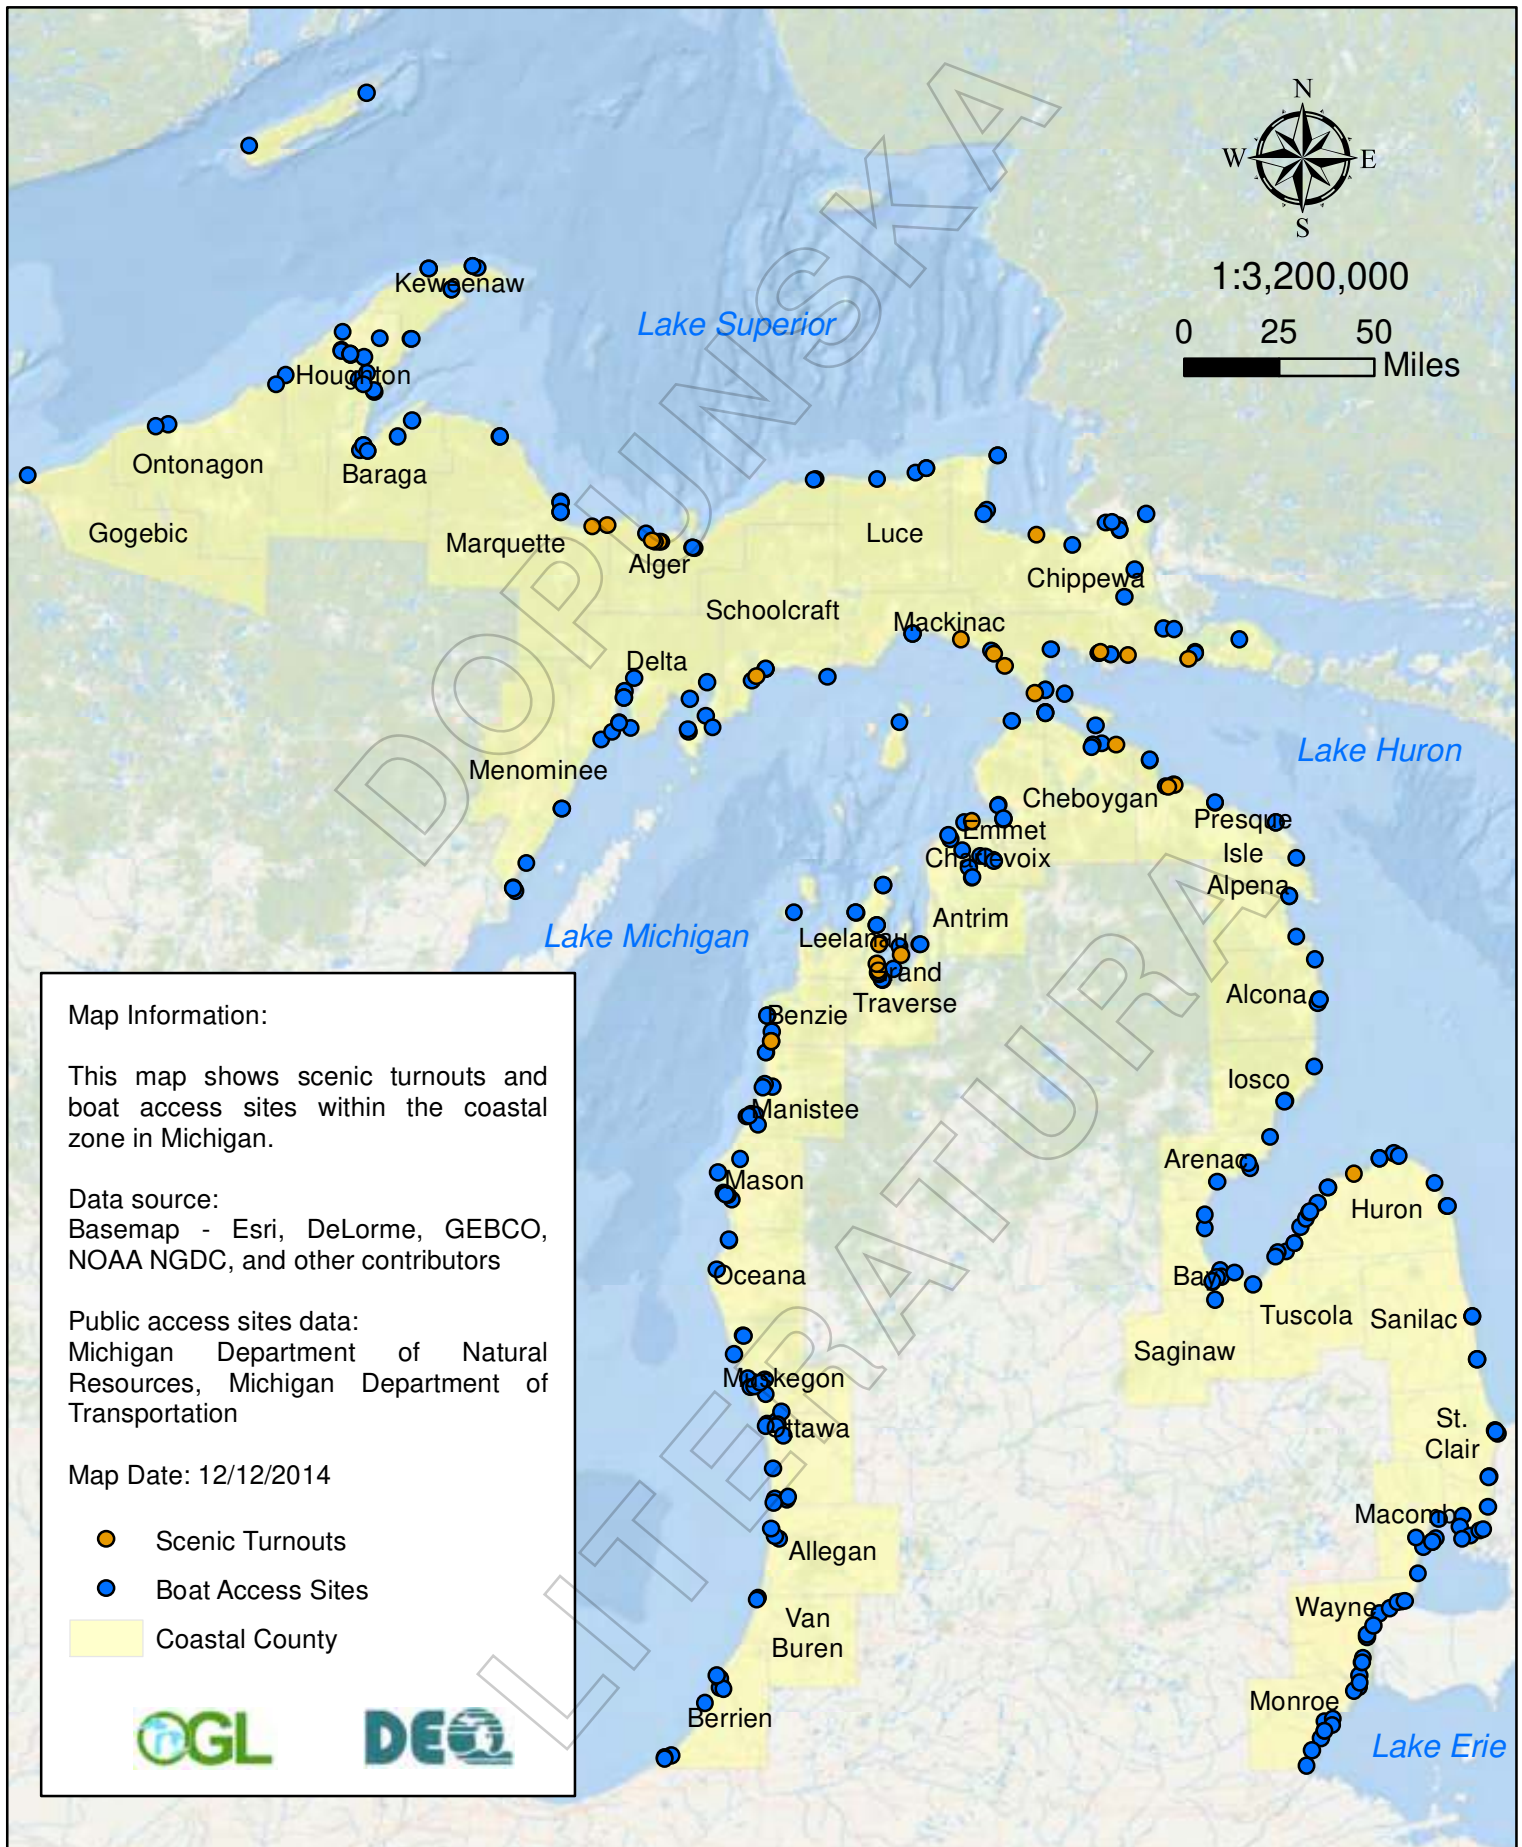 N
W E
S
1:3,200,000
0 25 50
Miles
Keweenaw
Lake Superior
Houghton
Ontonagon
Baraga
Gogebic
Marquette
Alger
Luce
Chippewa
Schoolcraft
Mackinac
Delta
Menominee
Lake Huron
Cheboygan
Presque
Isle
Emmet
Charlevoix
Alpena
Antrim
Lake Michigan
Leelanau
Grand
Traverse
Alcona
Benzie
Iosco
Manistee
Arenac
Mason
Huron
Oceana
Bay
Tuscola
Sanilac
Saginaw
Muskegon
Ottawa
St.
Clair
Macomb
Allegan
Wayne
Van
Buren
Monroe
Berrien
Lake Erie
DOPUNSKA
LITERATURA
Map Information:
This map shows scenic turnouts and
boat access sites within the coastal
zone in Michigan.
Data source:
Basemap - Esri, DeLorme, GEBCO,
NOAA NGDC, and other contributors
Public access sites data:
Michigan Department of Natural
Resources, Michigan Department of
Transportation
Map Date: 12/12/2014
Scenic Turnouts
Boat Access Sites
Coastal County
OGL
DEQ